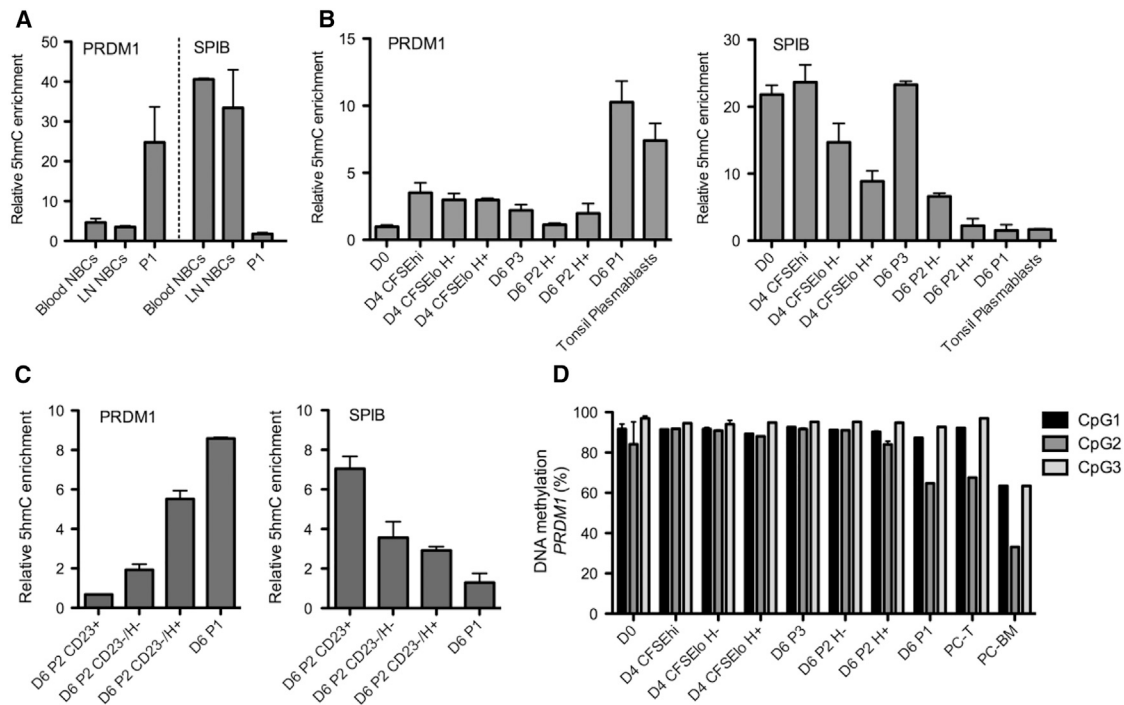 A
PRDM1
SPIB
Relative 5hmC enrichment
50
40
30
20
10
0
Blood NBCs
LN NBCs
P1
Blood NBCs
LN NBCs
P1
B
PRDM1
Relative 5hmC enrichment
15
10
5
0
D0
D4 CFSEhi
D4 CFSElo H-
D4 CFSElo H+
D6 P3
D6 P2 H-
D6 P2 H+
D6 P1
Tonsil Plasmablasts
SPIB
Relative 5hmC enrichment
30
20
10
0
D0
D4 CFSEhi
D4 CFSElo H-
D4 CFSElo H+
D6 P3
D6 P2 H-
D6 P2 H+
D6 P1
Tonsil Plasmablasts
C
PRDM1
Relative 5hmC enrichment
10
8
6
4
2
0
D6 P2 CD23+
D6 P2 CD23-/H-
D6 P2 CD23-/H+
D6 P1
SPIB
Relative 5hmC enrichment
10
8
6
4
2
0
D6 P2 CD23+
D6 P2 CD23-/H-
D6 P2 CD23-/H+
D6 P1
D
DNA methylation
PRDM1 (%)
100
80
60
40
20
0
D0
D4 CFSEhi
D4 CFSElo H-
D4 CFSElo H+
D6 P3
D6 P2 H-
D6 P2 H+
D6 P1
PC-T
PC-BM
CpG1
CpG2
CpG3